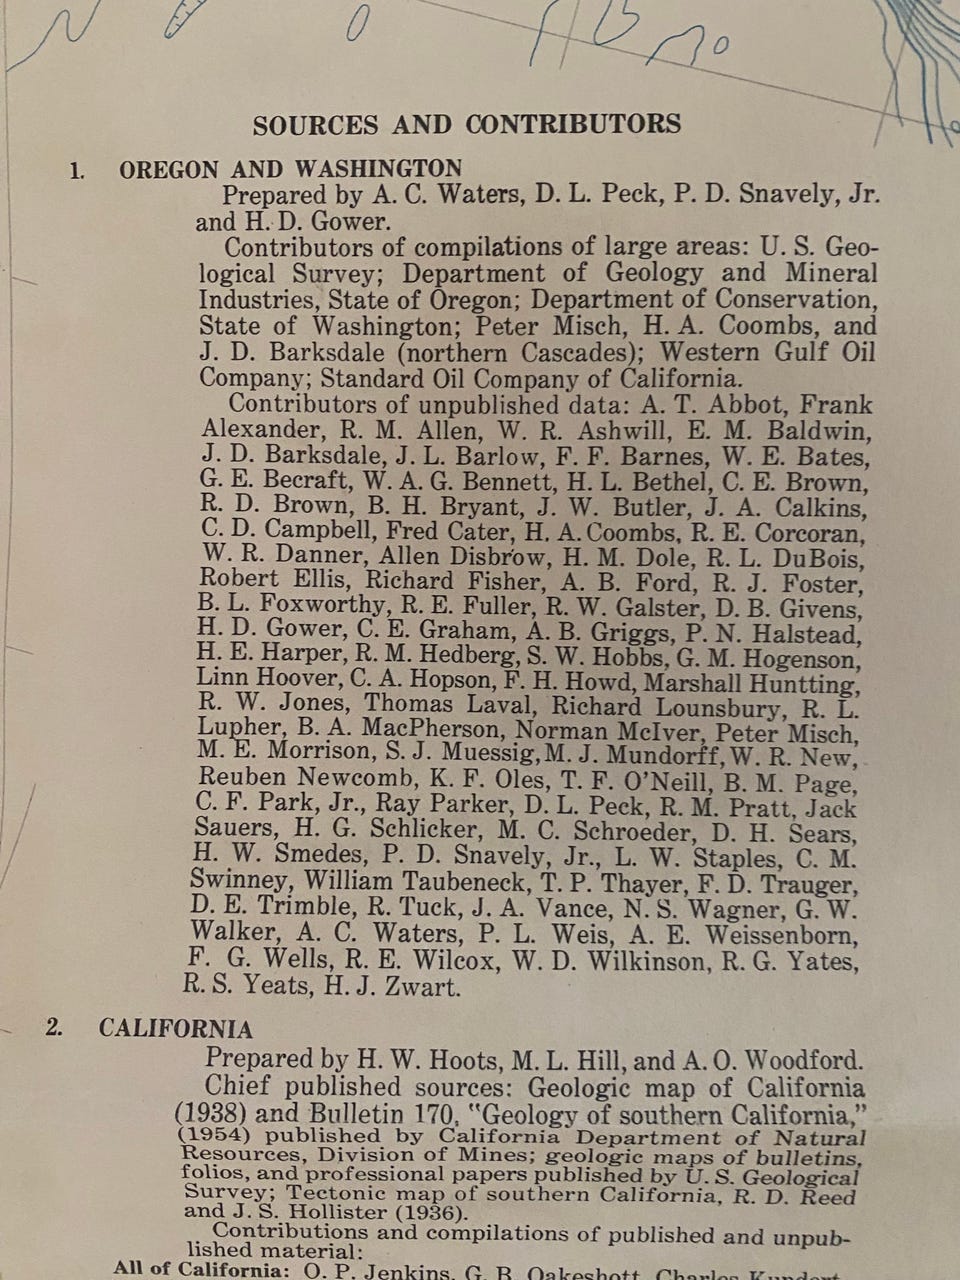 SOURCES AND CONTRIBUTORS
1. OREGON AND WASHINGTON
Prepared by A. C. Waters, D. L. Peck, P. D. Snavely, Jr.
and H. D. Gower.
Contributors of compilations of large areas: U. S. Geo-
logical Survey; Department of Geology and Mineral
Industries, State of Oregon; Department of Conservation,
State of Washington; Peter Misch, H. A. Coombs, and
J. D. Barksdale (northern Cascades); Western Gulf Oil
Company; Standard Oil Company of California.
Contributors of unpublished data: A. T. Abbot, Frank
Alexander, R. M. Allen, W. R. Ashwill, E. M. Baldwin,
J. D. Barksdale, J. L. Barlow, F. F. Barnes, W. E. Bates,
G. E. Becraft, W. A. G. Bennett, H. L. Bethel, C. E. Brown,
R. D. Brown, B. H. Bryant, J. W. Butler, J. A. Calkins,
C. D. Campbell, Fred Cater, H. A. Coombs, R. E. Corcoran,
W. R. Danner, Allen Disbrow, H. M. Dole, R. L. DuBois,
Robert Ellis, Richard Fisher, A. B. Ford, R. J. Foster,
B. L. Foxworthy, R. E. Fuller, R. W. Galster, D. B. Givens,
H. D. Gower, C. E. Graham, A. B. Griggs, P. N. Halstead,
H. E. Harper, R. M. Hedberg, S. W. Hobbs, G. M. Hogenson,
Linn Hoover, C. A. Hopson, F. H. Howd, Marshall Huntting,
R. W. Jones, Thomas Laval, Richard Lounsbury, R. L.
Lupher, B. A. MacPherson, Norman McIver, Peter Misch,
M. E. Morrison, S. J. Muessig, M. J. Mundorff, W. R. New,
Reuben Newcomb, K. F. Oles, T. F. O'Neill, B. M. Page,
C. F. Park, Jr., Ray Parker, D. L. Peck, R. M. Pratt, Jack
Sauers, H. G. Schlicker, M. C. Schroeder, D. H. Sears,
H. W. Smedes, P. D. Snavely, Jr., L. W. Staples, C. M.
Swinney, William Taubeneck, T. P. Thayer, F. D. Trauger,
D. E. Trimble, R. Tuck, J. A. Vance, N. S. Wagner, G. W.
Walker, A. C. Waters, P. L. Weis, A. E. Weissenborn,
F. G. Wells, R. E. Wilcox, W. D. Wilkinson, R. G. Yates,
R. S. Yeats, H. J. Zwart.
2. CALIFORNIA
Prepared by H. W. Hoots, M. L. Hill, and A. O. Woodford.
Chief published sources: Geologic map of California
(1938) and Bulletin 170, "Geology of southern California,"
(1954) published by California Department of Natural
Resources, Division of Mines; geologic maps of bulletins,
folios, and professional papers published by U. S. Geological
Survey; Tectonic map of southern California, R. D. Reed
and J. S. Hollister (1936).
Contributions and compilations of published and unpub-
lished material:
All of California: O. P. Jenkins, G. B. Oakeshott, Charles Kundert